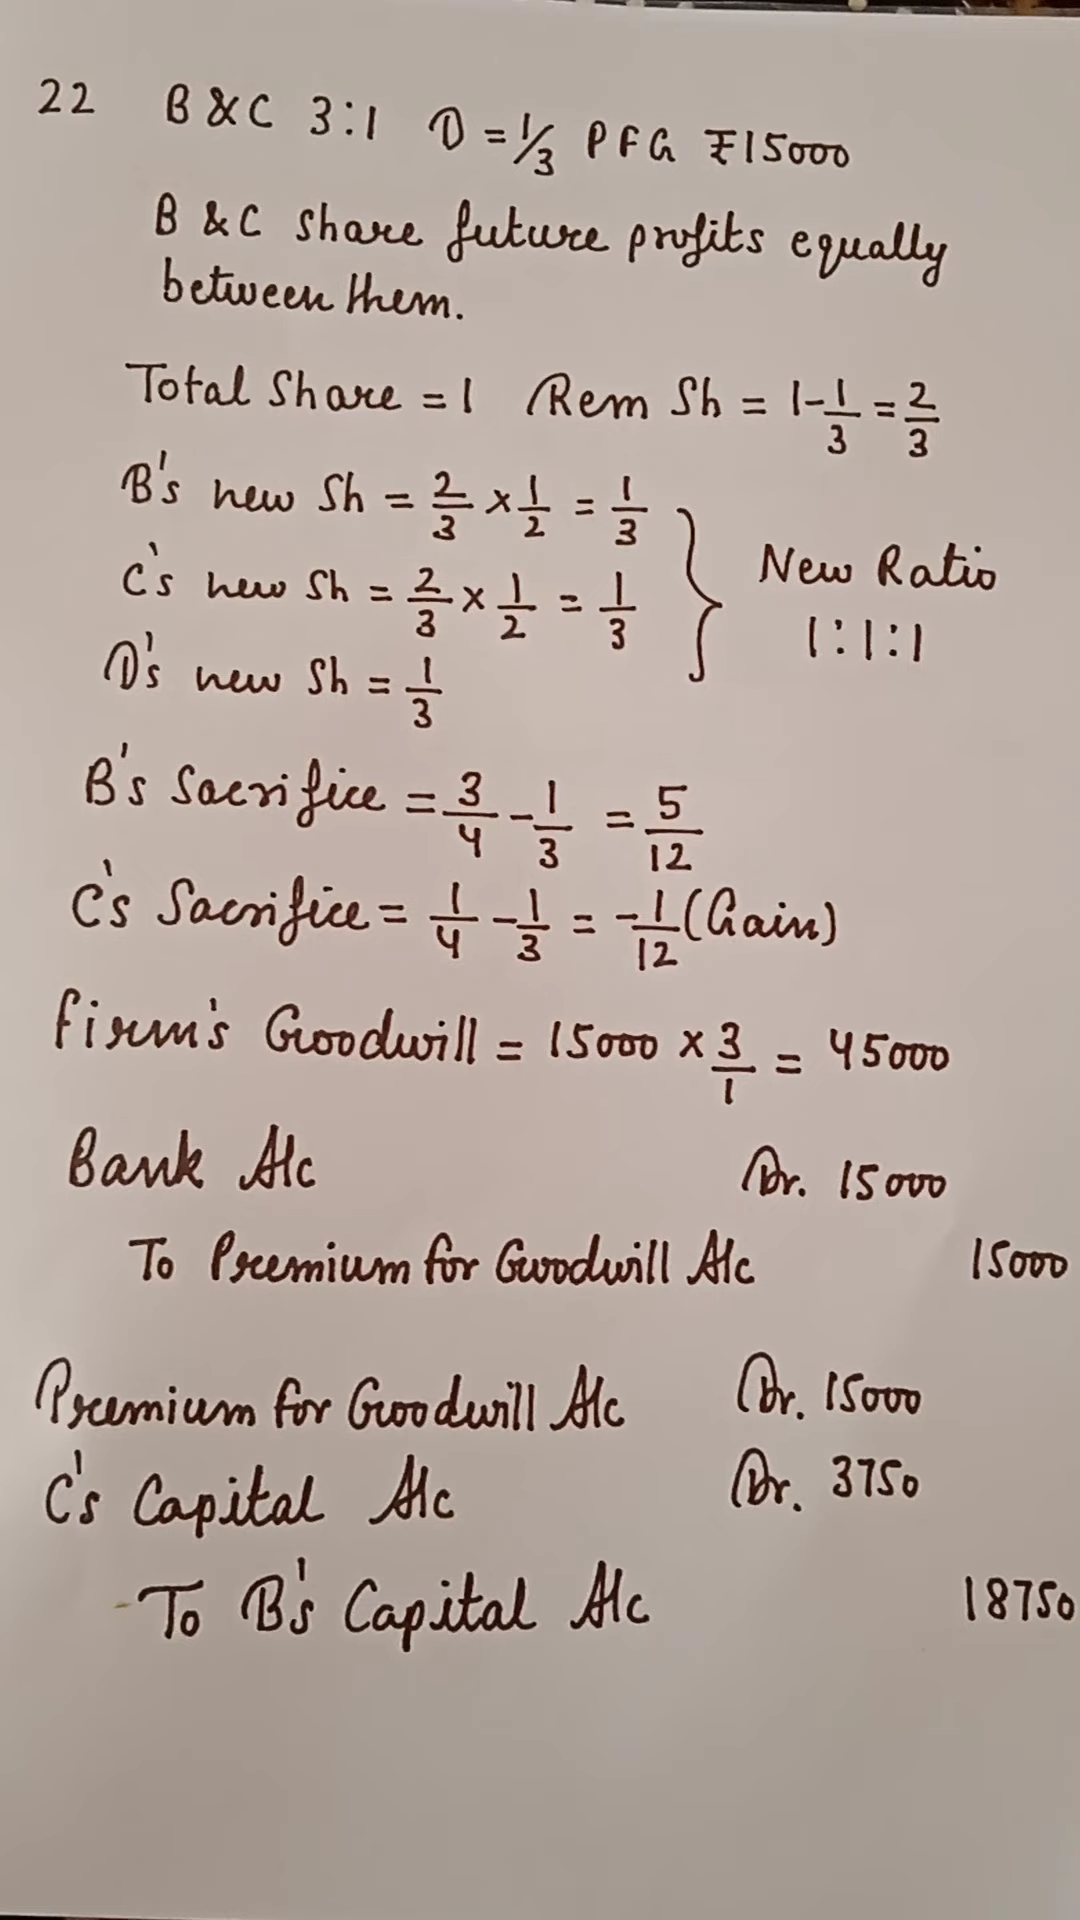 22 B & C 3:1 D = 1/3 PFG ₹15000
B & C share future profits equally
between them.
Total Share = 1 Rem Sh = 1 - 1/3 = 2/3
B's new Sh = 2/3 × 1/2 = 1/3
C's new Sh = 2/3 × 1/2 = 1/3
D's new Sh = 1/3
New Ratio
1:1:1
B's Sacrifice = 3/4 - 1/3 = 5/12
C's Sacrifice = 1/4 - 1/3 = -1/12 (Gain)
Firm's Goodwill = 15000 × 3/1 = 45000
Bank A/c Dr. 15000
To Premium for Goodwill A/c 15000
Premium for Goodwill A/c Dr. 15000
C's Capital A/c Dr. 3750
To B's Capital A/c 18750